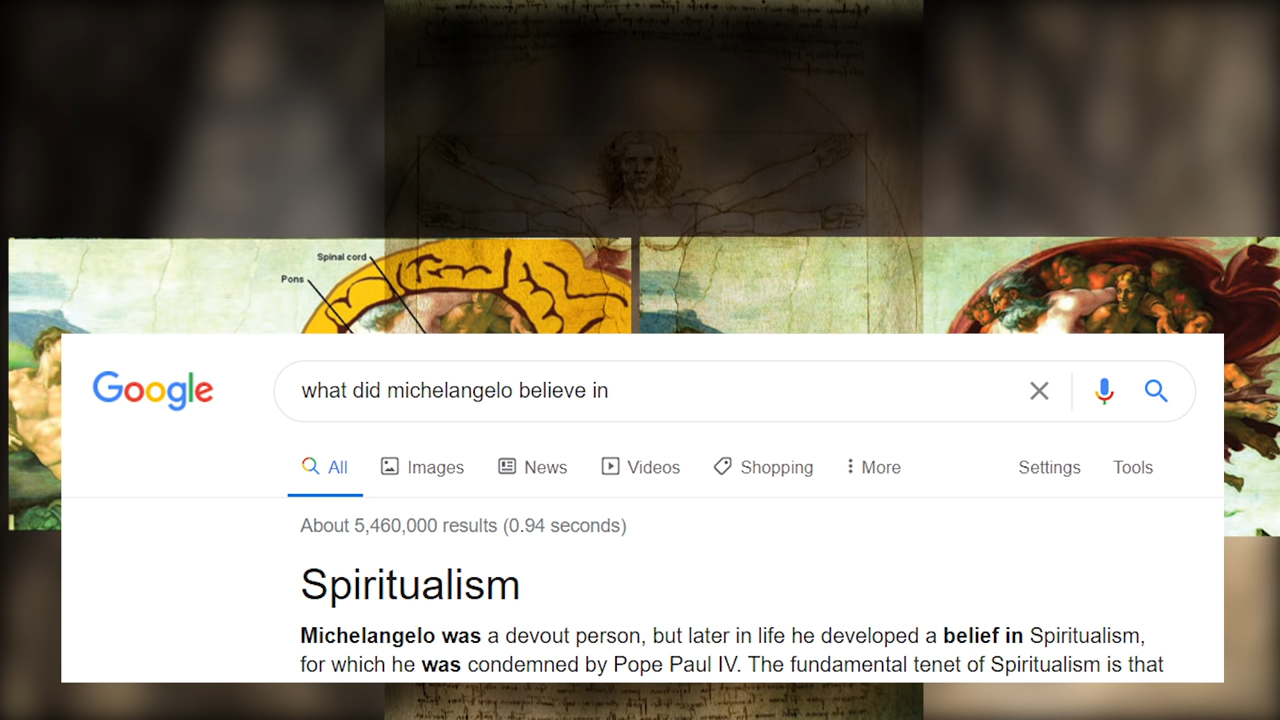 Spinal cord
Pons
Google
what did michelangelo believe in
All Images News Videos Shopping More Settings Tools
About 5,460,000 results (0.94 seconds)
Spiritualism
Michelangelo was a devout person, but later in life he developed a belief in Spiritualism,
for which he was condemned by Pope Paul IV. The fundamental tenet of Spiritualism is that